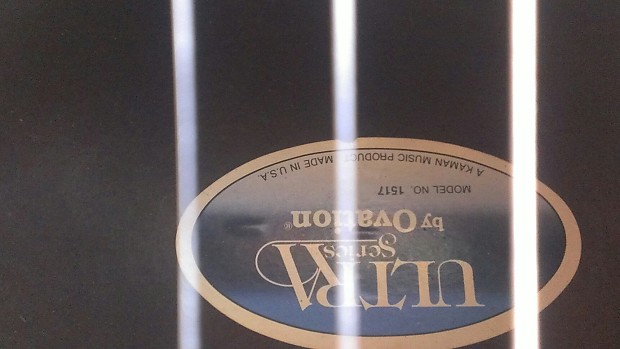 ULTRA
Series
by Ovation®
MODEL NO. 1517
A KAMAN MUSIC PRODUCT MADE IN U.S.A.